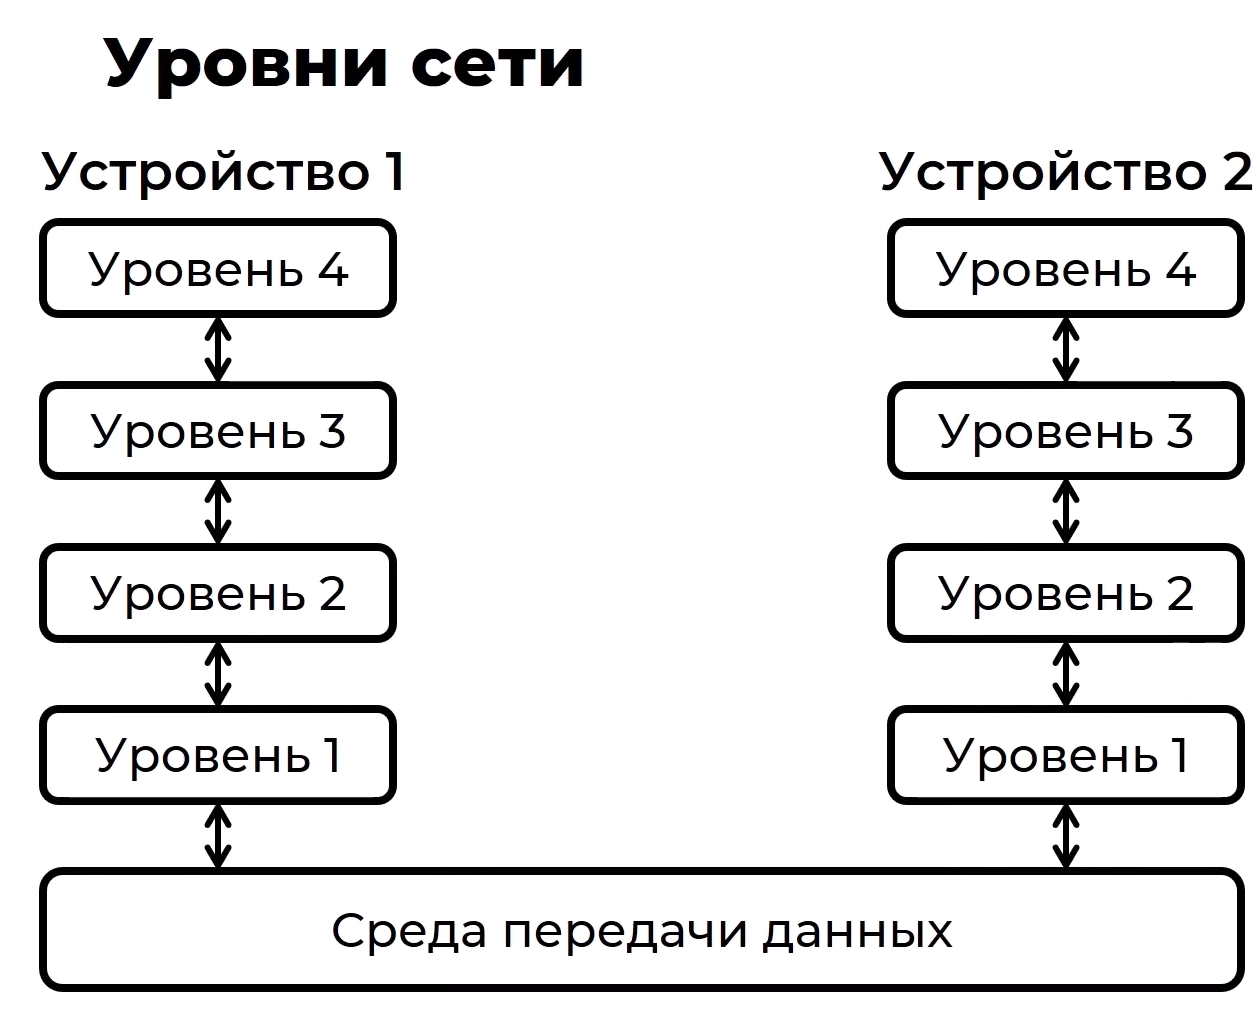 Уровни сети
Устройство 1
Устройство 2
Уровень 4
Уровень 4
Уровень 3
Уровень 3
Уровень 2
Уровень 2
Уровень 1
Уровень 1
Среда передачи данных